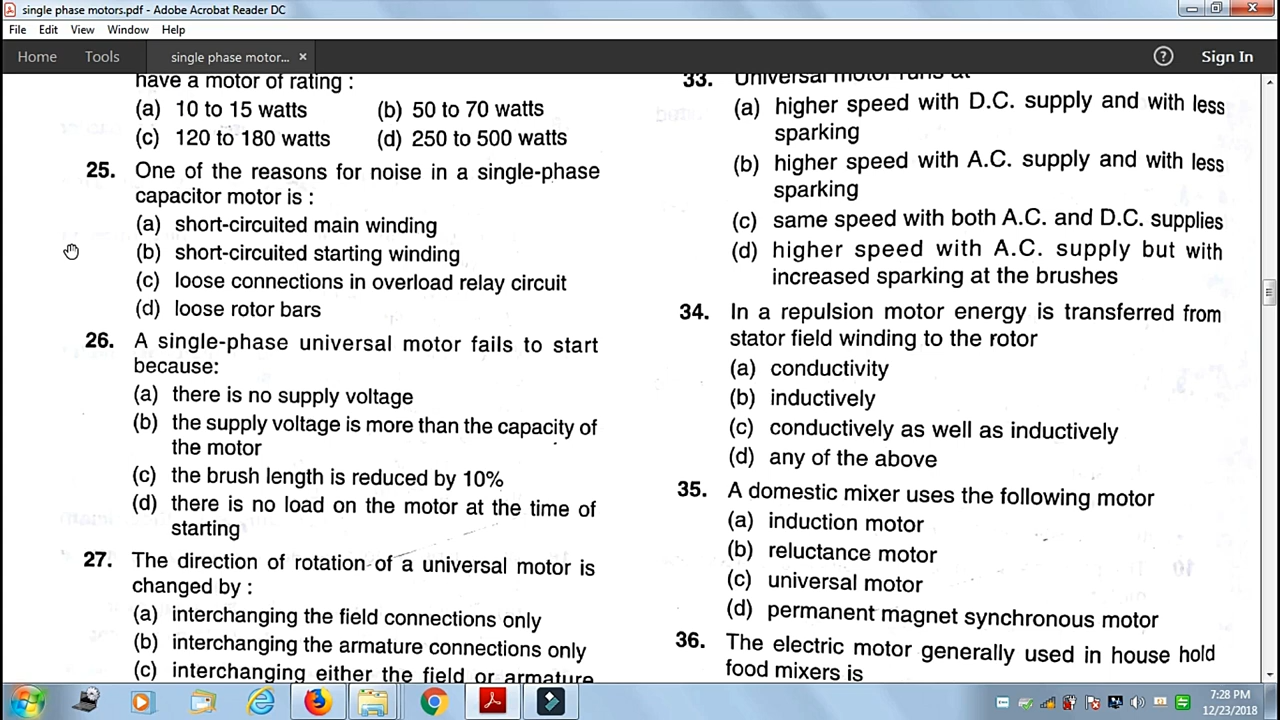 single phase motors.pdf - Adobe Acrobat Reader DC
File Edit View Window Help
Home Tools single phase motor... × ? Sign In
have a motor of rating :
(a) 10 to 15 watts (b) 50 to 70 watts
(c) 120 to 180 watts (d) 250 to 500 watts
25. One of the reasons for noise in a single-phase
capacitor motor is :
(a) short-circuited main winding
(b) short-circuited starting winding
(c) loose connections in overload relay circuit
(d) loose rotor bars
26. A single-phase universal motor fails to start
because:
(a) there is no supply voltage
(b) the supply voltage is more than the capacity of
the motor
(c) the brush length is reduced by 10%
(d) there is no load on the motor at the time of
starting
27. The direction of rotation of a universal motor is
changed by :
(a) interchanging the field connections only
(b) interchanging the armature connections only
(c) interchanging either the field or armature
33. Universal motor runs at
(a) higher speed with D.C. supply and with less
sparking
(b) higher speed with A.C. supply and with less
sparking
(c) same speed with both A.C. and D.C. supplies
(d) higher speed with A.C. supply but with
increased sparking at the brushes
34. In a repulsion motor energy is transferred from
stator field winding to the rotor
(a) conductivity
(b) inductively
(c) conductively as well as inductively
(d) any of the above
35. A domestic mixer uses the following motor
(a) induction motor
(b) reluctance motor
(c) universal motor
(d) permanent magnet synchronous motor
36. The electric motor generally used in house hold
food mixers is
7:28 PM
12/23/2018